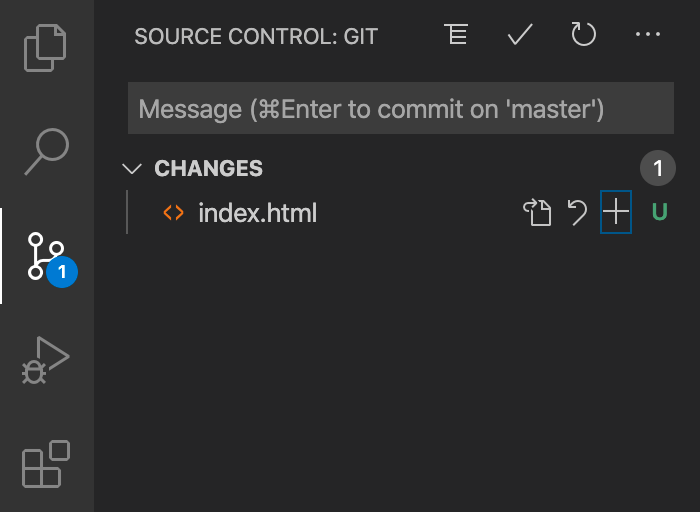 SOURCE CONTROL: GIT
Message (⌘Enter to commit on 'master')
CHANGES 1
index.html U
1